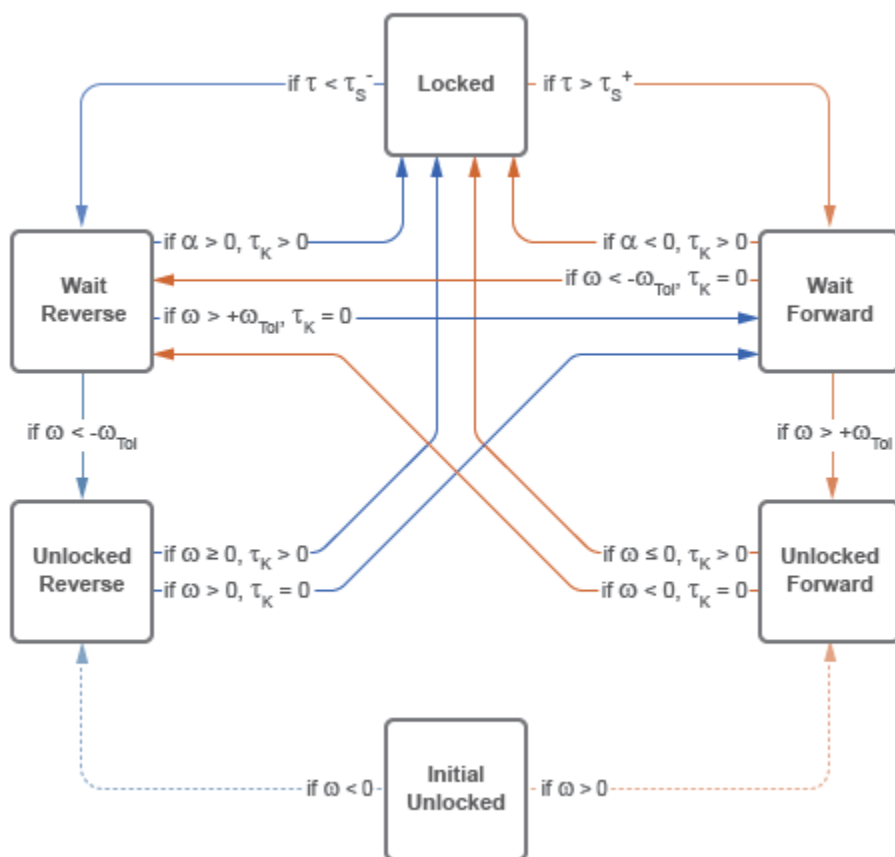 if τ < τS-
Locked
if τ > τS+
if α > 0, τK > 0
if α < 0, τK > 0
Wait
Reverse
if ω < -ωTol, τK = 0
Wait
Forward
if ω > +ωTol, τK = 0
if ω < -ωTol
if ω > +ωTol
Unlocked
Reverse
if ω ≥ 0, τK > 0
if ω > 0, τK = 0
if ω ≤ 0, τK > 0
if ω < 0, τK = 0
Unlocked
Forward
if ω < 0
Initial
Unlocked
if ω > 0